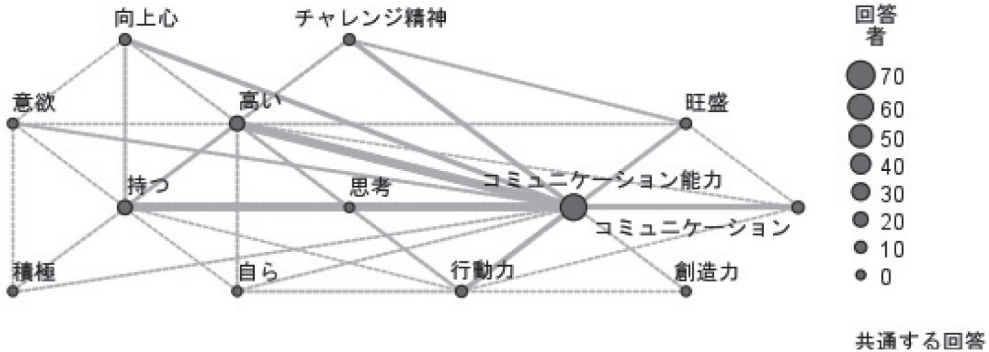 向上心
チャレンジ精神
意欲
高い
旺盛
持つ
思考
コミュニケーション能力
コミュニケーション
積極
自ら
行動力
創造力
回答
者
70
60
50
40
30
20
10
0
共通する回答